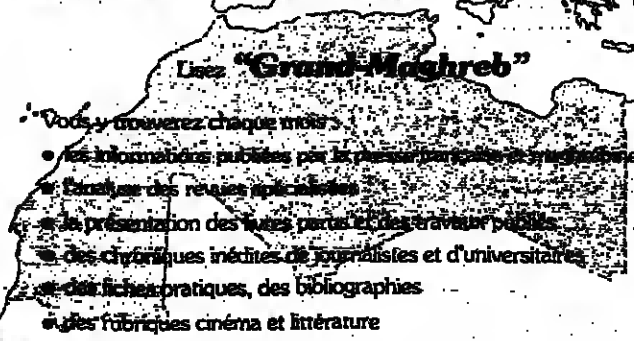 Lisez "Grand-Maghreb"
Vous y trouverez chaque mois :
• les informations publiées par la presse française et maghrébine
• l'analyse des revues spécialisées
• la présentation des livres parus et des travaux publiés
• des chroniques inédites de journalistes et d'universitaires
• des fiches pratiques, des bibliographies
• des rubriques cinéma et littérature